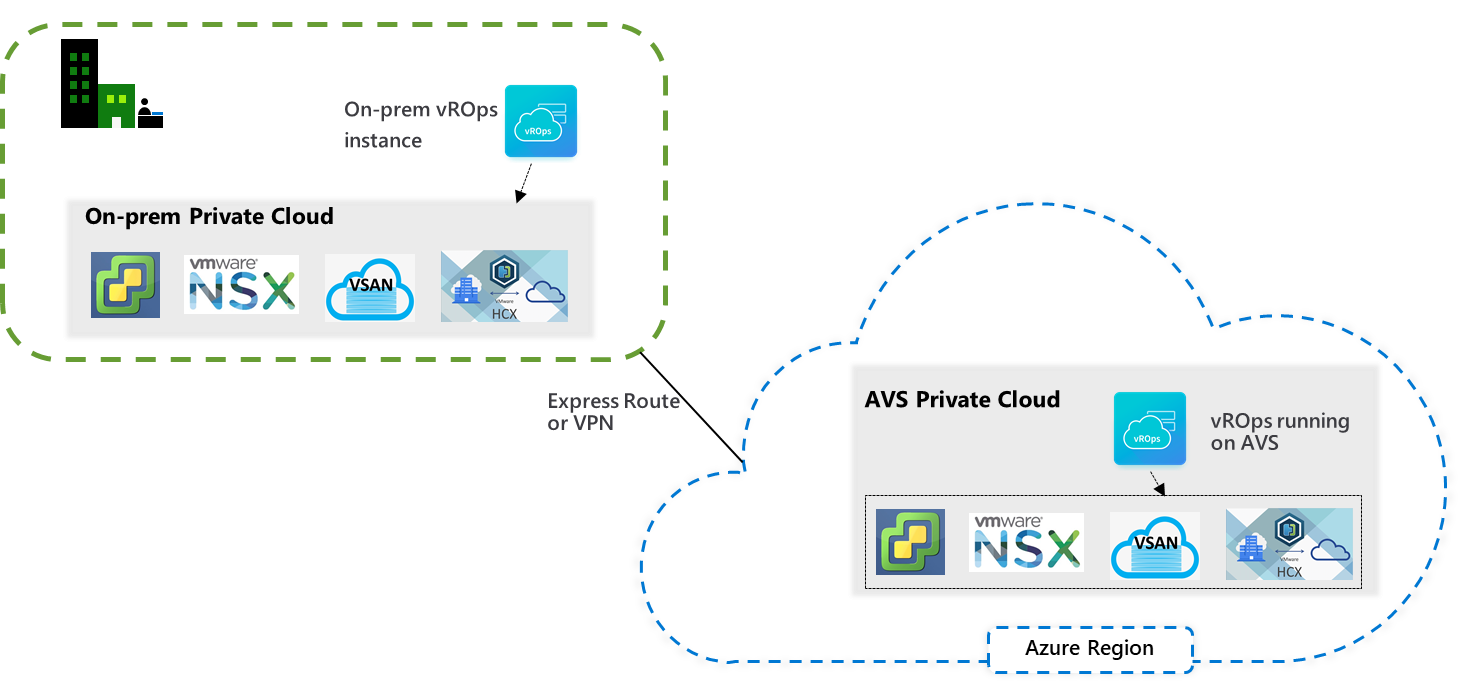 On-prem vROps
instance
vROps
On-prem Private Cloud
vmware®
NSX
VSAN
VMware
HCX
Express Route
or VPN
AVS Private Cloud
vROps
vROps running
on AVS
vmware®
NSX
VSAN
VMware
HCX
Azure Region